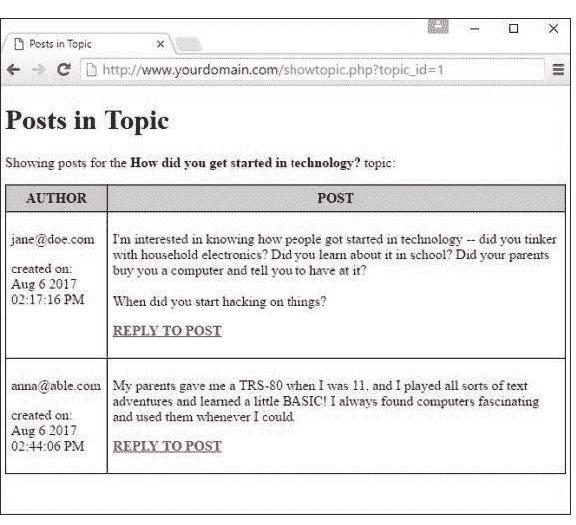 Posts in Topic
http://www.yourdomain.com/showtopic.php?topic_id=1
Posts in Topic
Showing posts for the How did you get started in technology? topic:
AUTHOR POST
jane@doe.com
created on:
Aug 6 2017
02:17:16 PM
I'm interested in knowing how people got started in technology -- did you tinker
with household electronics? Did you learn about it in school? Did your parents
buy you a computer and tell you to have at it?
When did you start hacking on things?
REPLY TO POST
anna@able.com
created on:
Aug 6 2017
02:44:06 PM
My parents gave me a TRS-80 when I was 11, and I played all sorts of text
adventures and learned a little BASIC! I always found computers fascinating
and used them whenever I could.
REPLY TO POST